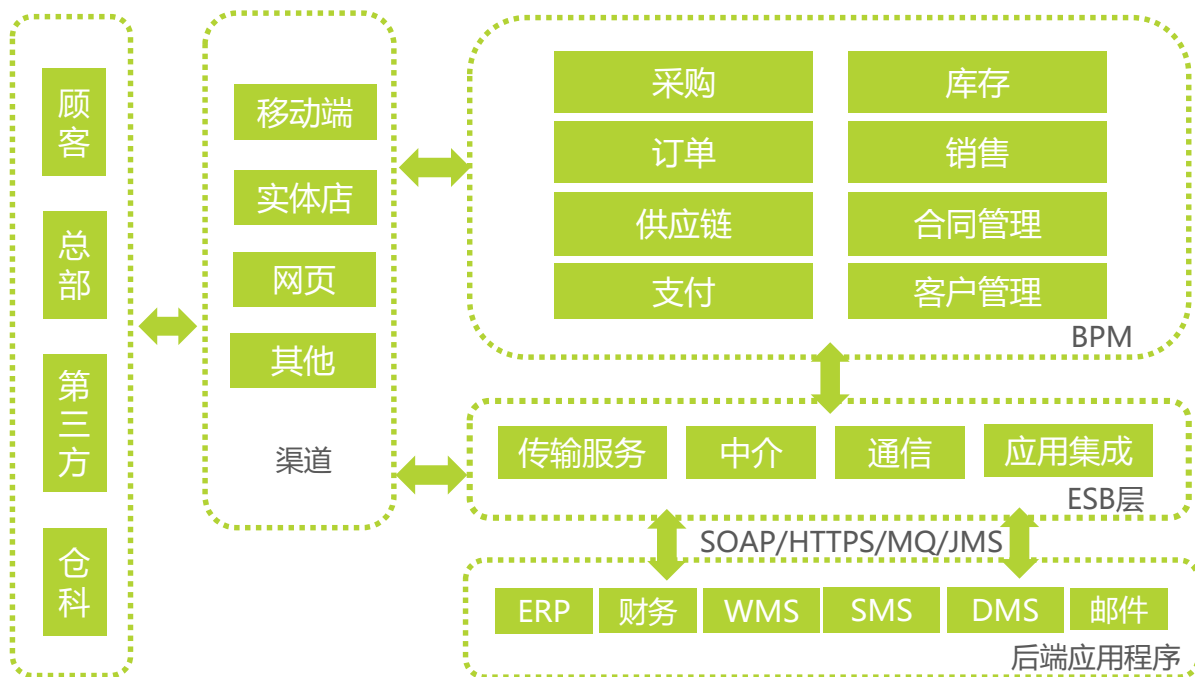 顾客
总部
第三方
仓科
移动端
实体店
网页
其他
渠道
采购
库存
订单
销售
供应链
合同管理
支付
客户管理
BPM
传输服务
中介
通信
应用集成
ESB层
SOAP/HTTPS/MQ/JMS
ERP
财务
WMS
SMS
DMS
邮件
后端应用程序